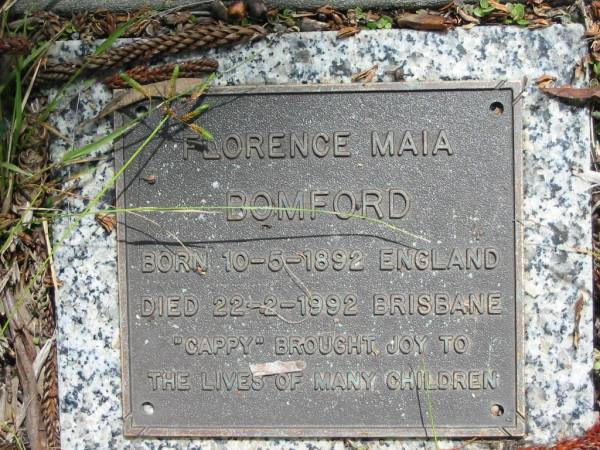 FLORENCE MAIA
BOMFORD
BORN 10-5-1892 ENGLAND
DIED 22-2-1992 BRISBANE
"CAPPY" BROUGHT JOY TO
THE LIVES OF MANY CHILDREN